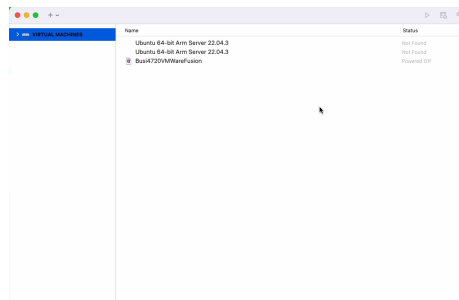 VIRTUAL MACHINES
Name Status
Ubuntu 64-bit Arm Server 22.04.3 Not Found
Ubuntu 64-bit Arm Server 22.04.3 Not Found
Busi4720VMWareFusion Powered Off